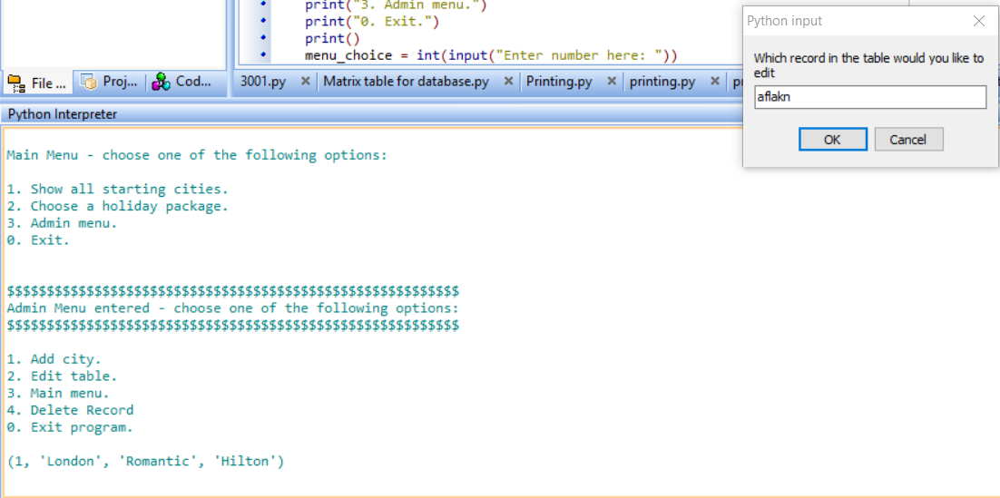 print("3. Admin menu.")
print("0. Exit.")
print()
menu_choice = int(input("Enter number here: "))
File ... Proj... Cod...
3001.py Matrix table for database.py Printing.py printing.py
Python input
Which record in the table would you like to
edit
aflakn
OK Cancel
Python Interpreter
Main Menu - choose one of the following options:
1. Show all starting cities.
2. Choose a holiday package.
3. Admin menu.
0. Exit.
$$$$$$$$$$$$$$$$$$$$$$$$$$$$$$$$$$$$$$$$$$$$$$$$$$$$$$$$$
Admin Menu entered - choose one of the following options:
$$$$$$$$$$$$$$$$$$$$$$$$$$$$$$$$$$$$$$$$$$$$$$$$$$$$$$$$$
1. Add city.
2. Edit table.
3. Main menu.
4. Delete Record
0. Exit program.
(1, 'London', 'Romantic', 'Hilton')